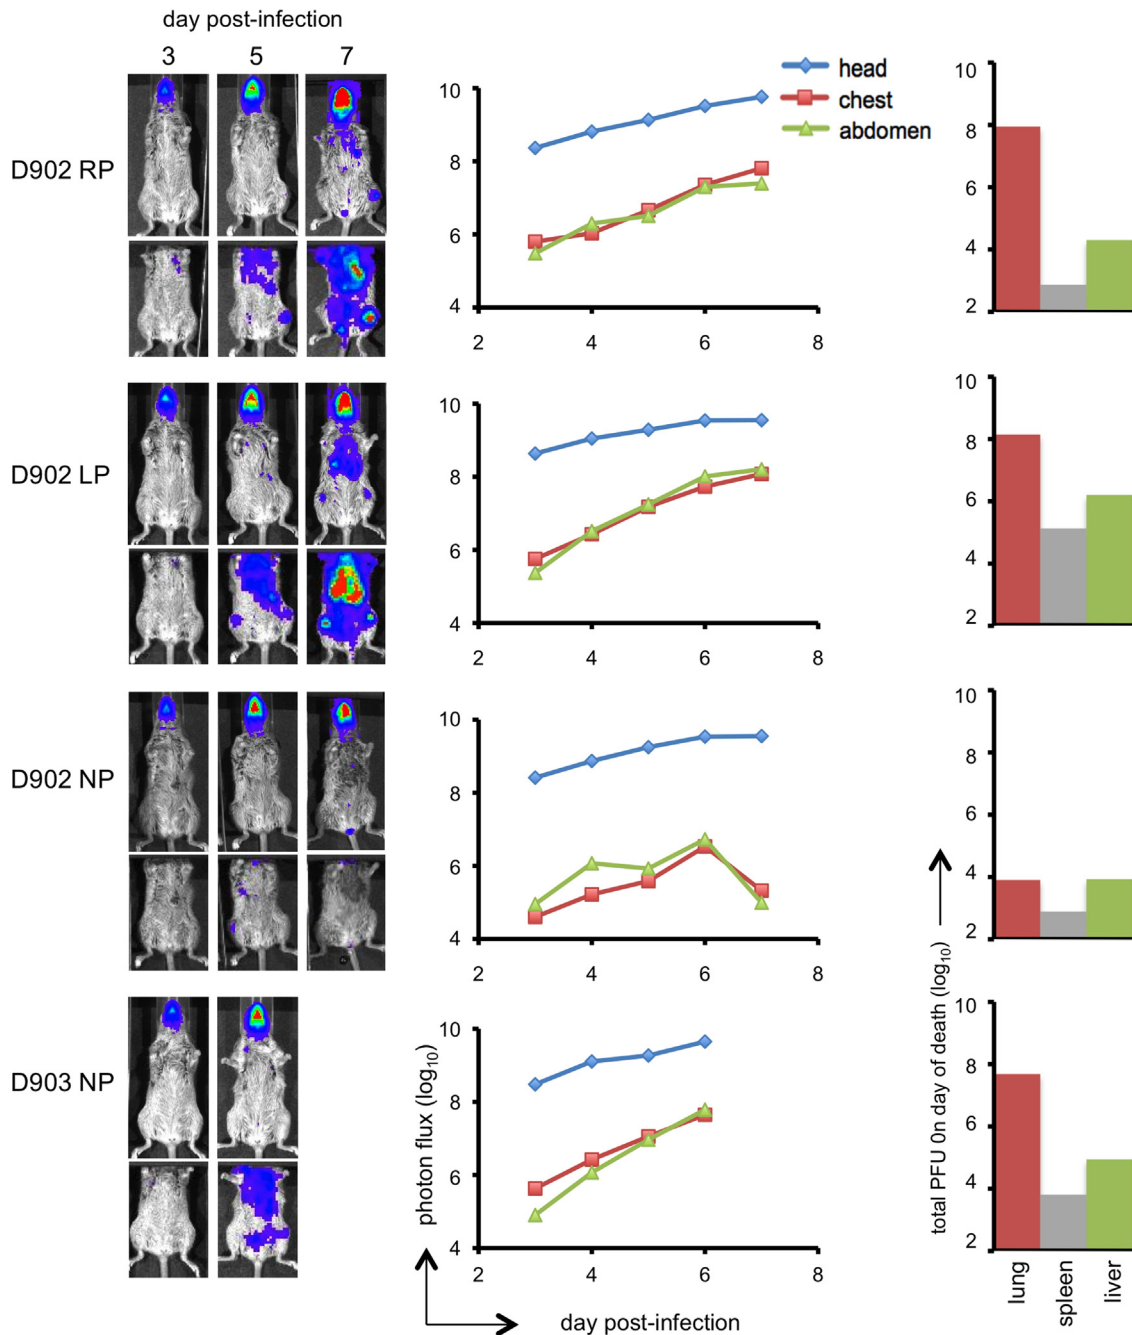 day post-infection
3 5 7
head
chest
abdomen
D902 RP
10
8
6
4
2 4 6 8
10
8
6
4
2
D902 LP
10
8
6
4
2 4 6 8
10
8
6
4
2
D902 NP
10
8
6
4
2 4 6 8
10
8
6
4
2
D903 NP
10
8
6
4
2 4 6 8
10
8
6
4
2
photon flux (log10)
day post-infection
total PFU 0n day of death (log10)
lung
spleen
liver